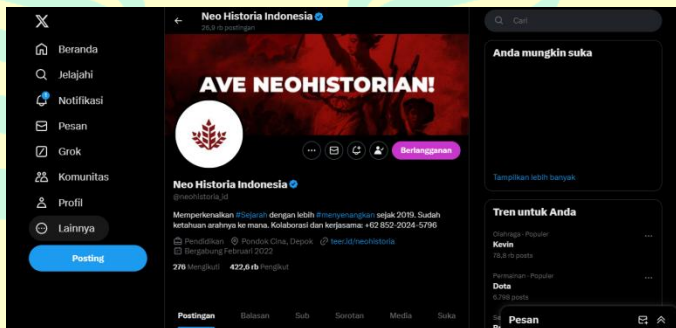 Beranda
Jelajahi
Notifikasi
Pesan
Grok
Komunitas
Profil
Lainnya
Posting
Neo Historia Indonesia
26,9 rb postingan
AVE NEOHISTORIAN!
Berlangganan
Neo Historia Indonesia
@neohistoria_id
Memperkenalkan #Sejarah dengan lebih #menyenangkan sejak 2019. Sudah
ketahuan arahnya ke mana. Kolaborasi dan kerjasama: +62 852-2024-5796
Pendidikan Pondok Cina, Depok teer.id/neohistoria
Bergabung Februari 2022
276 Mengikuti 422,6 rb Pengikut
Postingan Balasan Sub Sorotan Media Suka
Cari
Anda mungkin suka
Tampilkan lebih banyak
Tren untuk Anda
Olahraga · Populer
Kevin
78,8 rb posts
Permainan · Populer
Dota
6.798 posts
Pesan